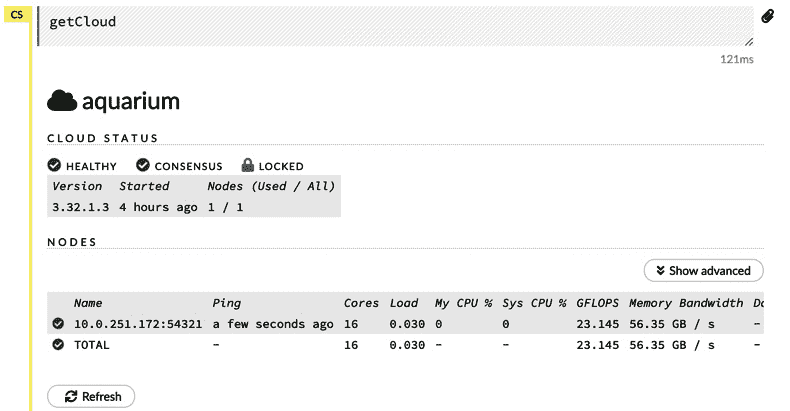 CS
getCloud
121ms
aquarium
CLOUD STATUS
HEALTHY CONSENSUS LOCKED
Version Started Nodes (Used / All)
3.32.1.3 4 hours ago 1 / 1
NODES
Show advanced
Name Ping Cores Load My CPU % Sys CPU % GFLOPS Memory Bandwidth
10.0.251.172:54321 a few seconds ago 16 0.030 0 0 23.145 56.35 GB / s -
TOTAL - 16 0.030 - - 23.145 56.35 GB / s -
Refresh